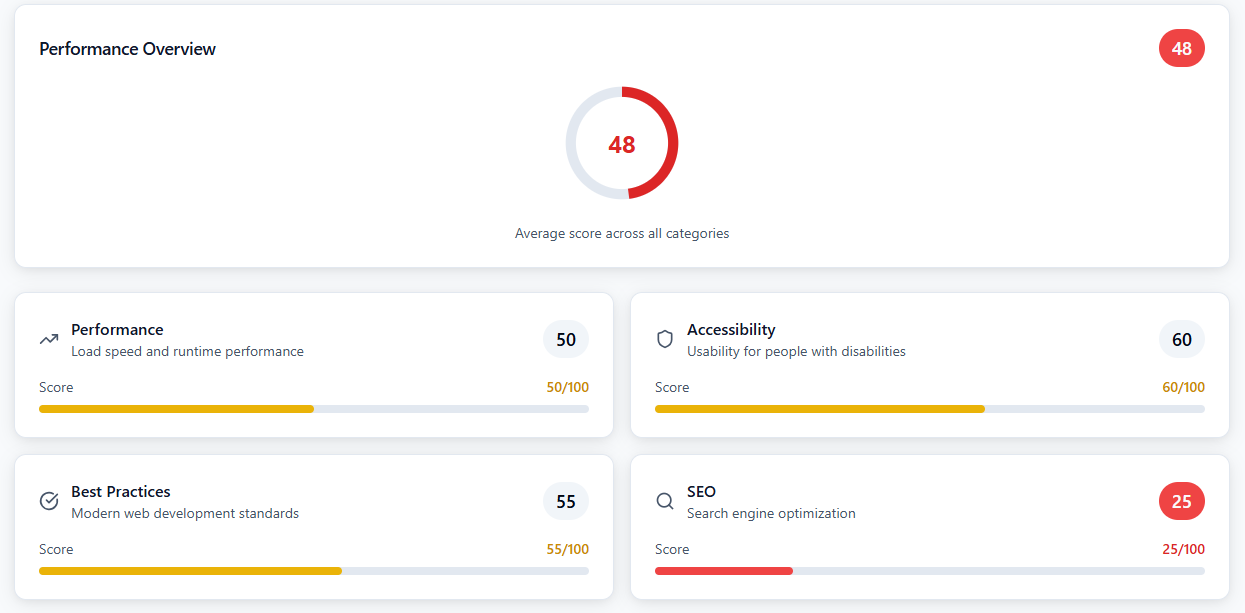 Performance Overview
48
48
Average score across all categories
Performance
Load speed and runtime performance
50
Score
50/100
Accessibility
Usability for people with disabilities
60
Score
60/100
Best Practices
Modern web development standards
55
Score
55/100
SEO
Search engine optimization
25
Score
25/100